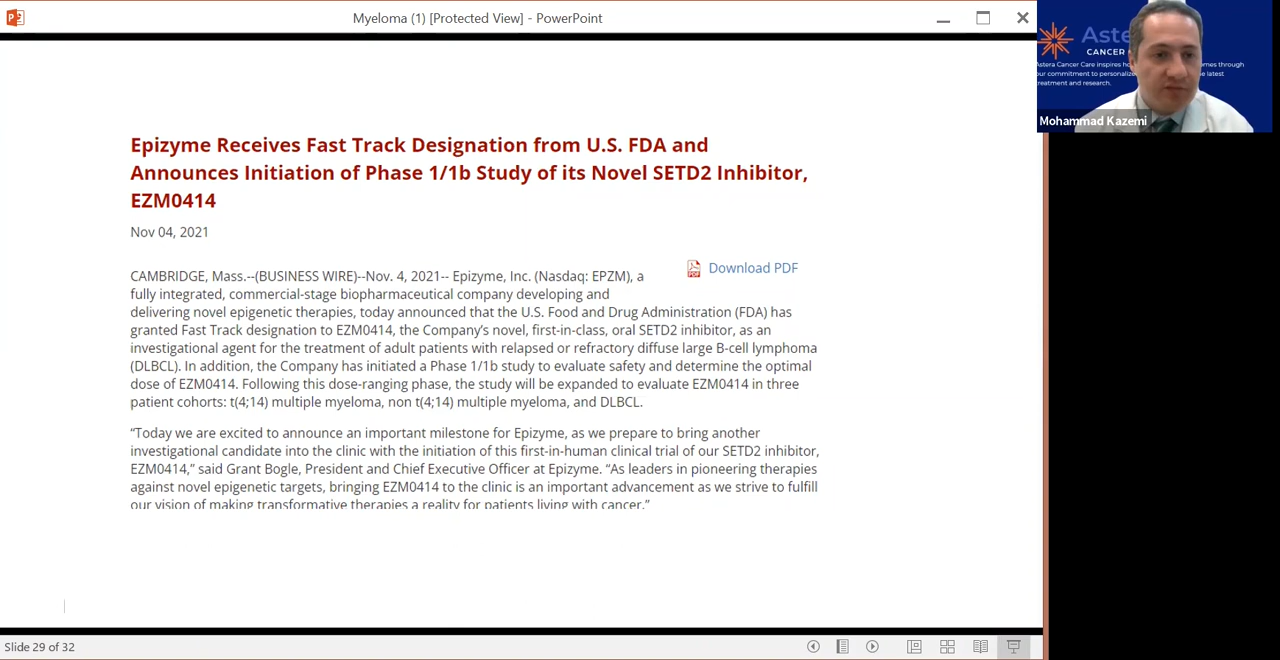 Myeloma (1) [Protected View] - PowerPoint
Aste
CANCER
Astera Cancer Care inspires ho omes through
our commitment to personaliz e latest
treatment and research.
Mohammad Kazemi
Epizyme Receives Fast Track Designation from U.S. FDA and
Announces Initiation of Phase 1/1b Study of its Novel SETD2 Inhibitor,
EZM0414
Nov 04, 2021
Download PDF
CAMBRIDGE, Mass.--(BUSINESS WIRE)--Nov. 4, 2021-- Epizyme, Inc. (Nasdaq: EPZM), a
fully integrated, commercial-stage biopharmaceutical company developing and
delivering novel epigenetic therapies, today announced that the U.S. Food and Drug Administration (FDA) has
granted Fast Track designation to EZM0414, the Company’s novel, first-in-class, oral SETD2 inhibitor, as an
investigational agent for the treatment of adult patients with relapsed or refractory diffuse large B-cell lymphoma
(DLBCL). In addition, the Company has initiated a Phase 1/1b study to evaluate safety and determine the optimal
dose of EZM0414. Following this dose-ranging phase, the study will be expanded to evaluate EZM0414 in three
patient cohorts: t(4;14) multiple myeloma, non t(4;14) multiple myeloma, and DLBCL.
“Today we are excited to announce an important milestone for Epizyme, as we prepare to bring another
investigational candidate into the clinic with the initiation of this first-in-human clinical trial of our SETD2 inhibitor,
EZM0414,” said Grant Bogle, President and Chief Executive Officer at Epizyme. “As leaders in pioneering therapies
against novel epigenetic targets, bringing EZM0414 to the clinic is an important advancement as we strive to fulfill
our vision of making transformative therapies a reality for patients living with cancer.”
Slide 29 of 32